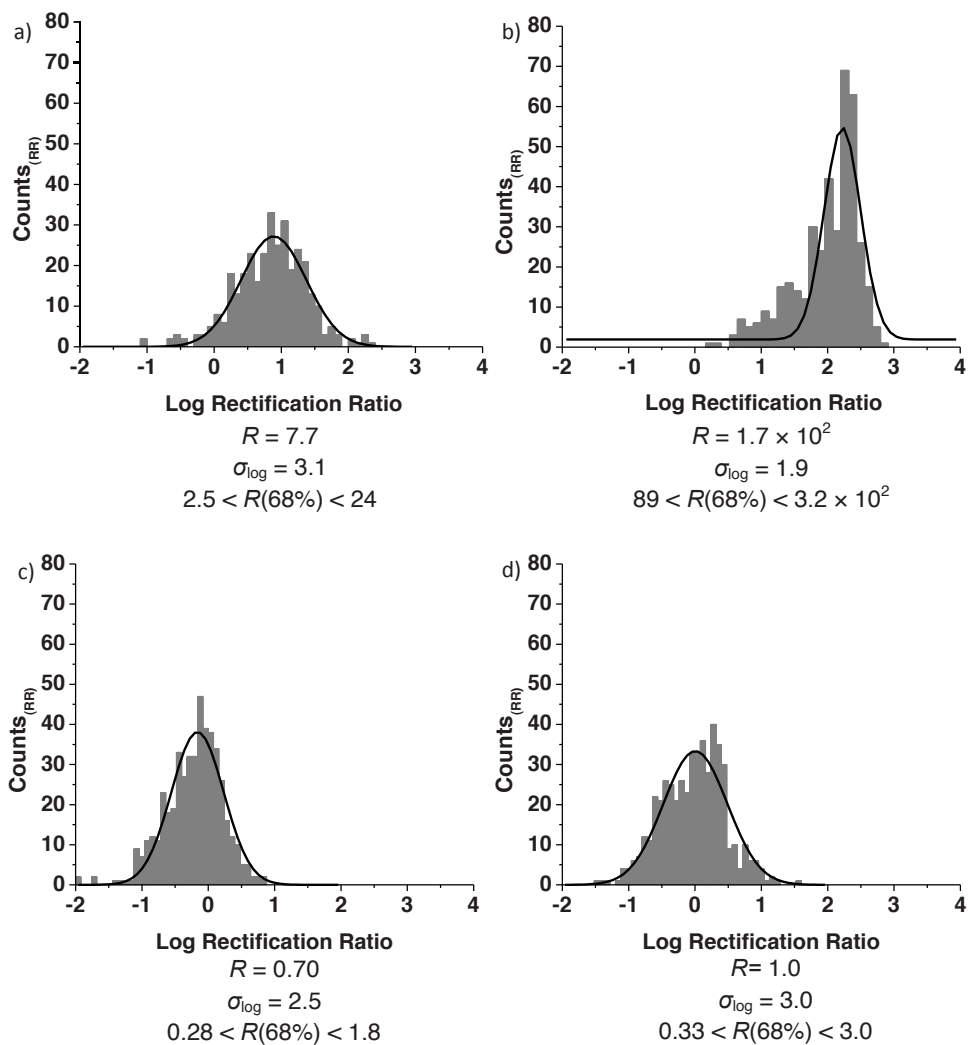 a)
80
70
60
50
40
30
20
10
0
Counts(RR)
-2 -1 0 1 2 3 4
Log Rectification Ratio
R = 7.7
σlog = 3.1
2.5 < R(68%) < 24
b)
80
70
60
50
40
30
20
10
0
Counts(RR)
-2 -1 0 1 2 3 4
Log Rectification Ratio
R = 1.7 × 10²
σlog = 1.9
89 < R(68%) < 3.2 × 10²
c)
80
70
60
50
40
30
20
10
0
Counts(RR)
-2 -1 0 1 2 3 4
Log Rectification Ratio
R = 0.70
σlog = 2.5
0.28 < R(68%) < 1.8
d)
80
70
60
50
40
30
20
10
0
Counts(RR)
-2 -1 0 1 2 3 4
Log Rectification Ratio
R= 1.0
σlog = 3.0
0.33 < R(68%) < 3.0